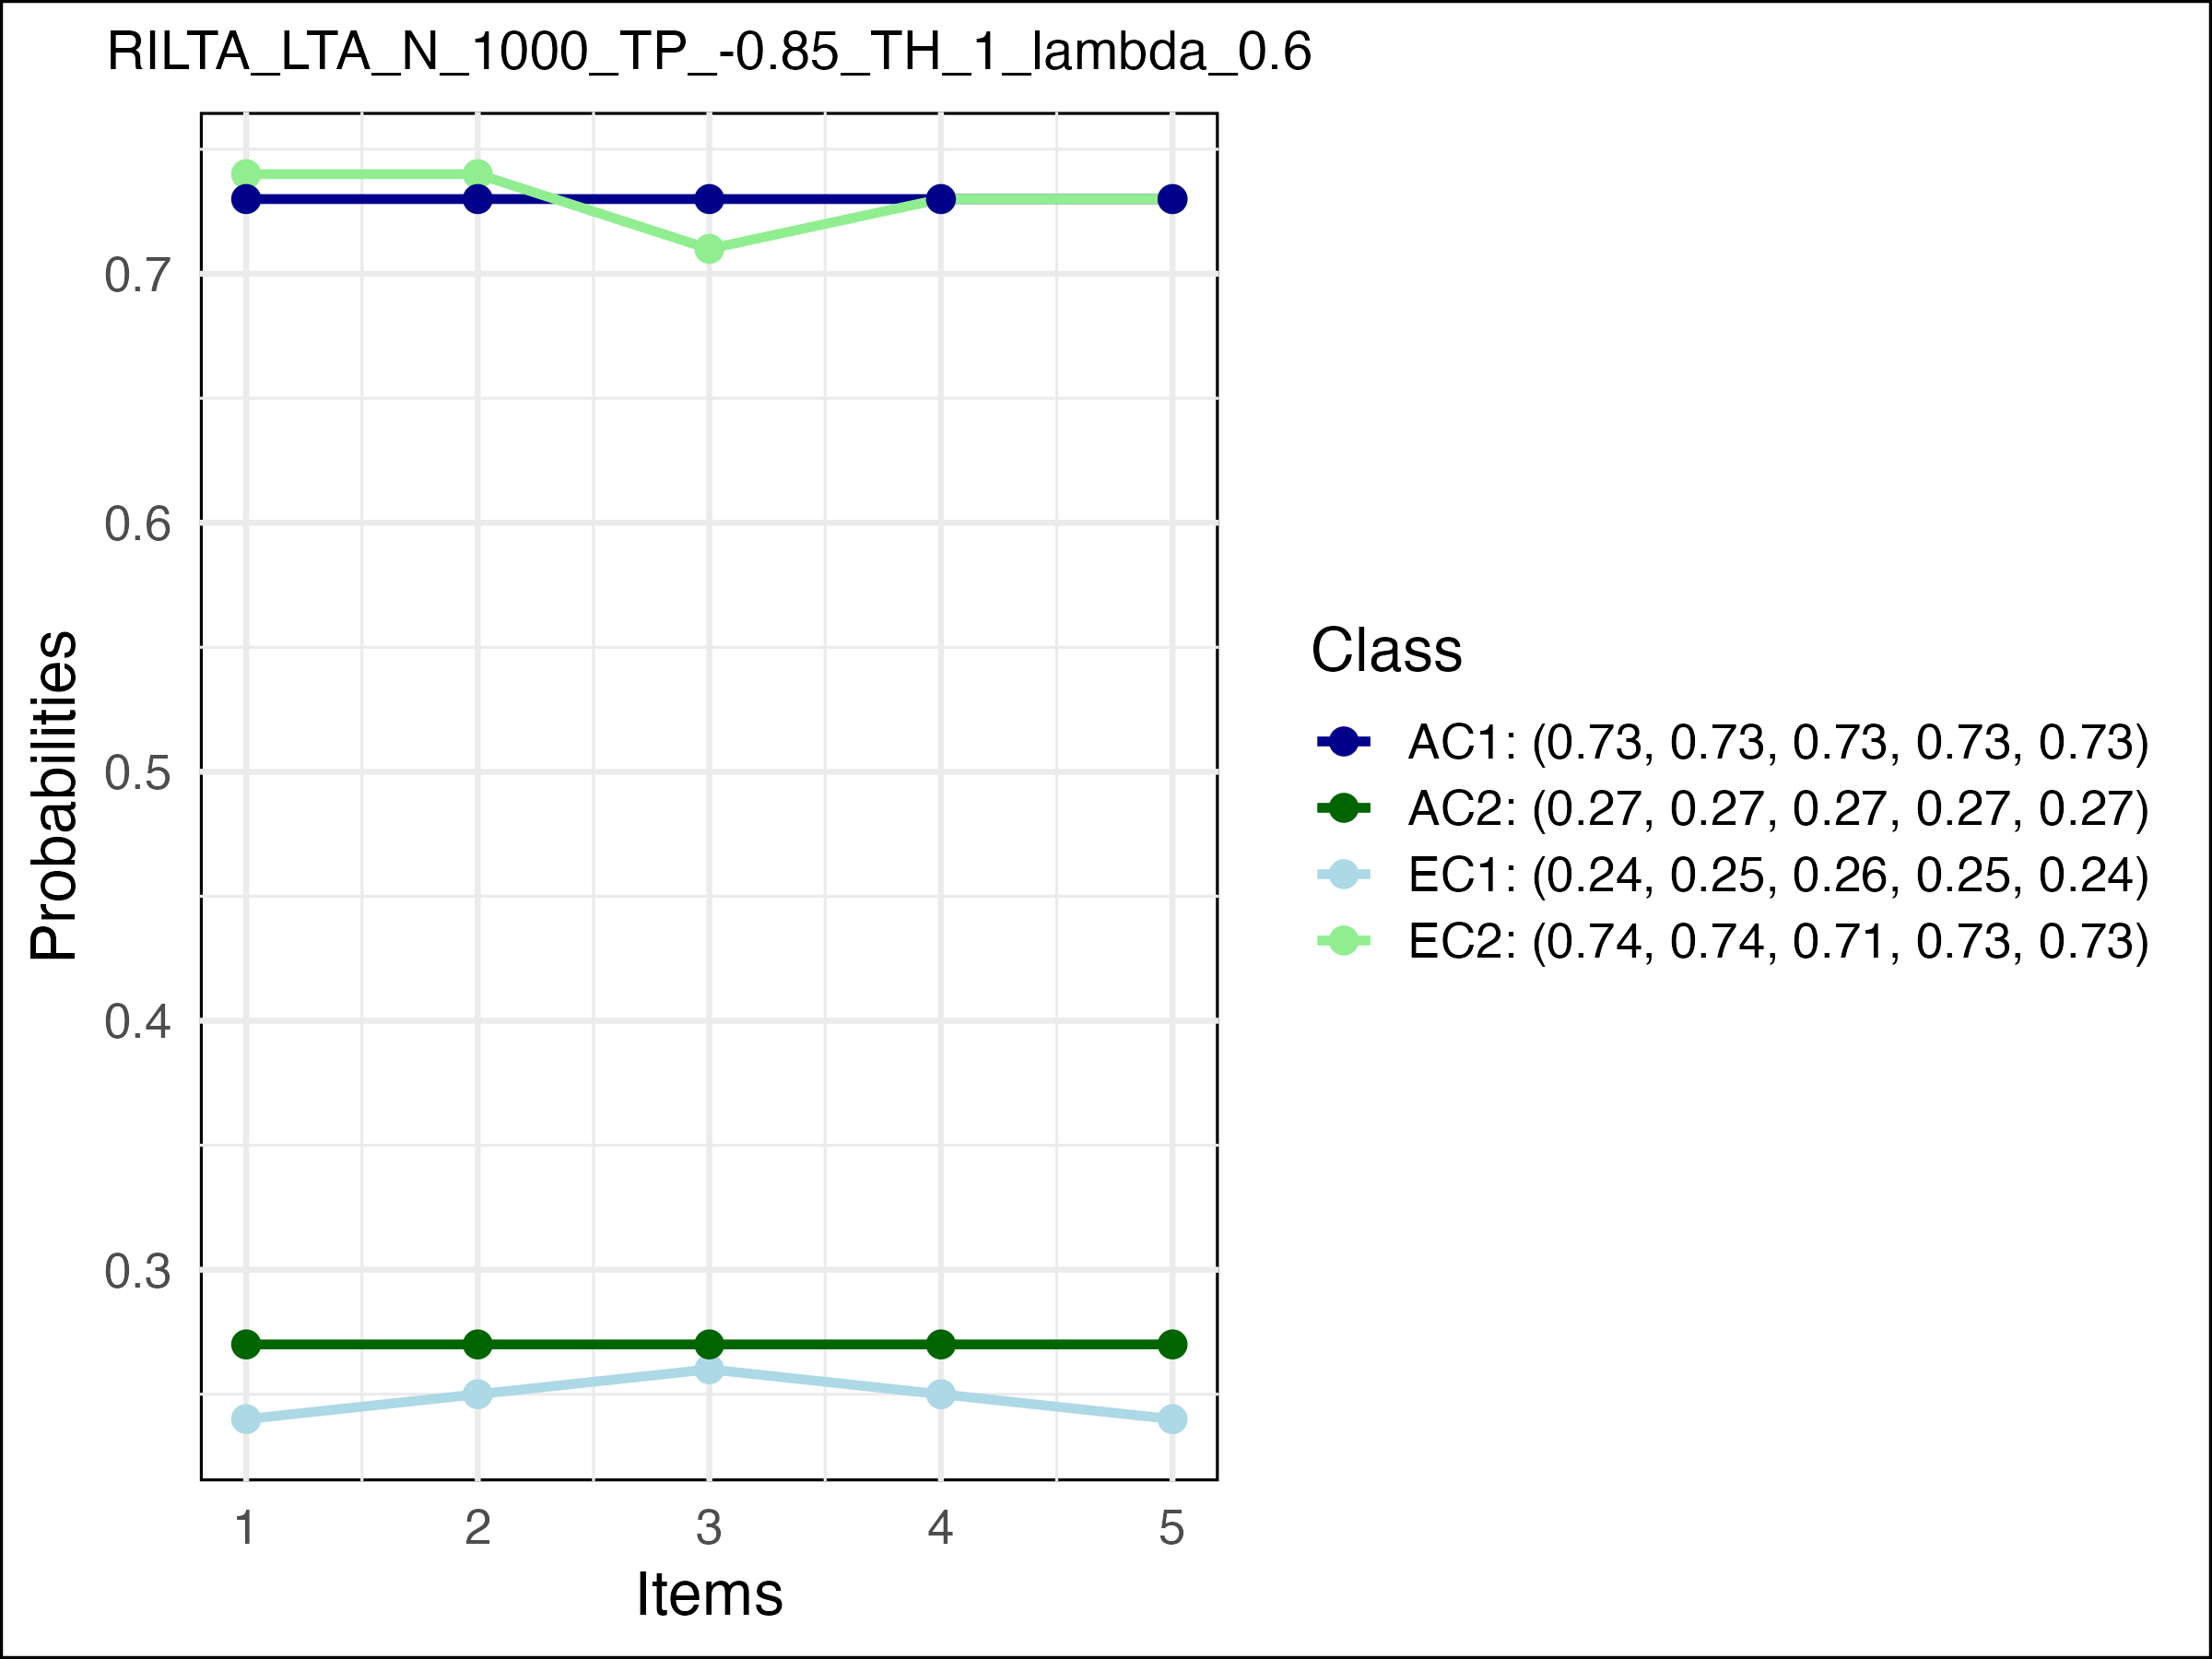 RILTA_LTA_N_1000_TP_-0.85_TH_1_lambda_0.6
Probabilities
0.7
0.6
0.5
0.4
0.3
1 2 3 4 5
Items
Class
AC1: (0.73, 0.73, 0.73, 0.73, 0.73)
AC2: (0.27, 0.27, 0.27, 0.27, 0.27)
EC1: (0.24, 0.25, 0.26, 0.25, 0.24)
EC2: (0.74, 0.74, 0.71, 0.73, 0.73)